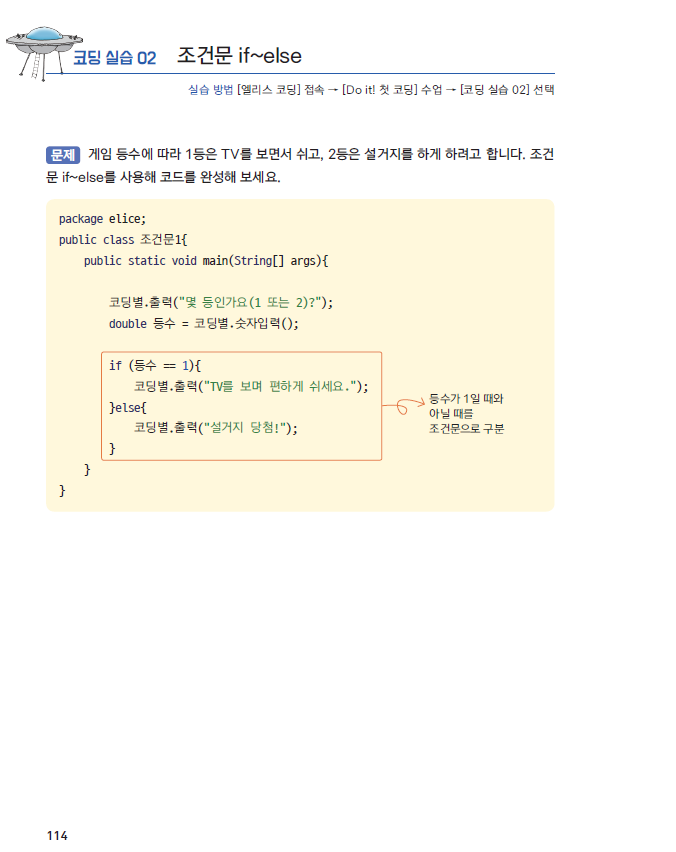 코딩 실습 02 조건문 if~else
실습 방법 [엘리스 코딩] 접속 → [Do it! 첫 코딩] 수업 → [코딩 실습 02] 선택
문제 게임 등수에 따라 1등은 TV를 보면서 쉬고, 2등은 설거지를 하게 하려고 합니다. 조건
문 if~else를 사용해 코드를 완성해 보세요.
package elice;
public class 조건문1{
public static void main(String[] args){
코딩별.출력("몇 등인가요(1 또는 2)?");
double 등수 = 코딩별.숫자입력();
if (등수 == 1){
코딩별.출력("TV를 보며 편하게 쉬세요.");
}else{
코딩별.출력("설거지 당첨!");
}
}
}
등수가 1일 때와
아닐 때를
조건문으로 구분
114